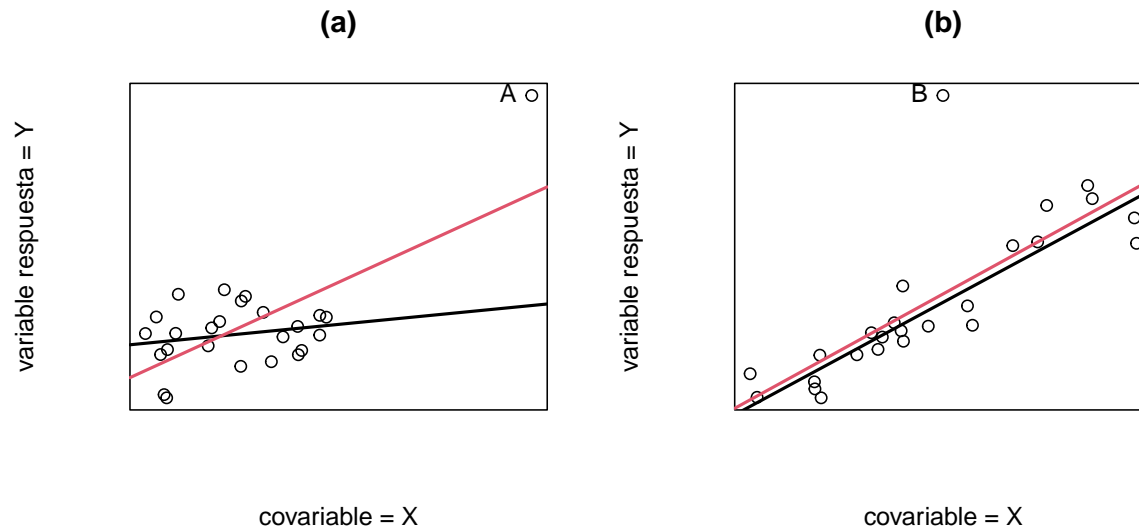 (a)
A
variable respuesta = Y
covariable = X
(b)
B
variable respuesta = Y
covariable = X